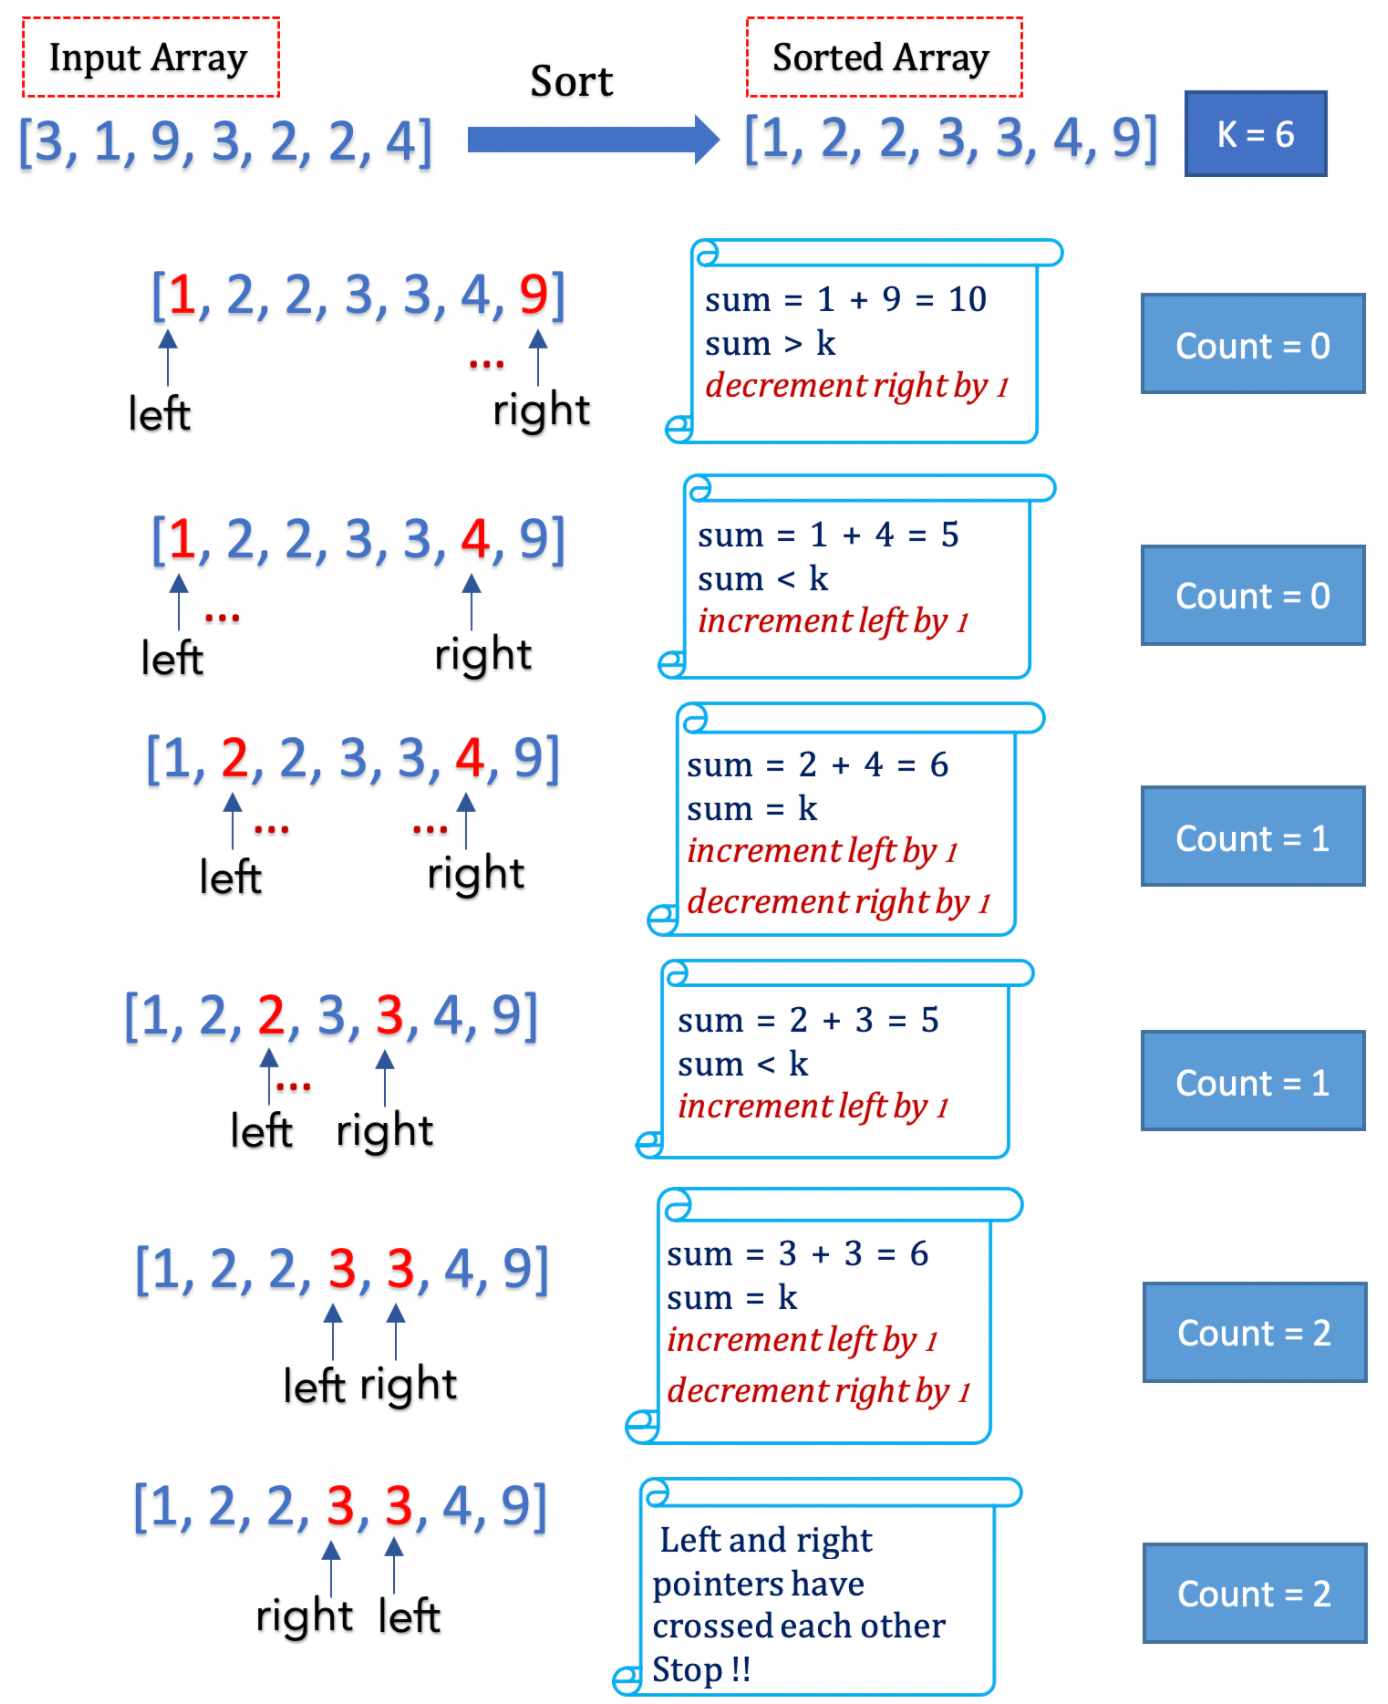 Input Array
Sort
Sorted Array
[3, 1, 9, 3, 2, 2, 4]
[1, 2, 2, 3, 3, 4, 9]
K = 6
[1, 2, 2, 3, 3, 4, 9]
...
left
right
sum = 1 + 9 = 10
sum > k
decrement right by 1
Count = 0
[1, 2, 2, 3, 3, 4, 9]
...
left
right
sum = 1 + 4 = 5
sum < k
increment left by 1
Count = 0
[1, 2, 2, 3, 3, 4, 9]
... ...
left
right
sum = 2 + 4 = 6
sum = k
increment left by 1
decrement right by 1
Count = 1
[1, 2, 2, 3, 3, 4, 9]
...
left
right
sum = 2 + 3 = 5
sum < k
increment left by 1
Count = 1
[1, 2, 2, 3, 3, 4, 9]
left right
sum = 3 + 3 = 6
sum = k
increment left by 1
decrement right by 1
Count = 2
[1, 2, 2, 3, 3, 4, 9]
right left
Left and right
pointers have
crossed each other
Stop !!
Count = 2